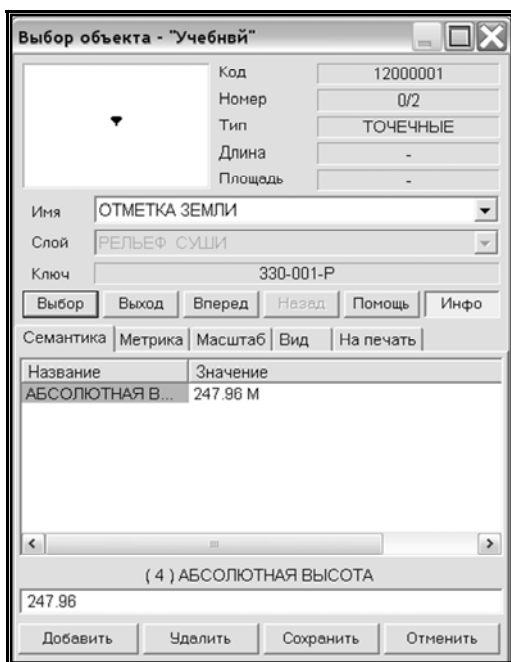 Выбор объекта - "Учебнвй"
Код 12000001
Номер 0/2
Тип ТОЧЕЧНЫЕ
Длина -
Площадь -
Имя ОТМЕТКА ЗЕМЛИ
Слой РЕЛЬЕФ СУШИ
Ключ 330-001-P
Выбор Выход Вперед Назад Помощь Инфо
Семантика Метрика Масштаб Вид На печать
Название Значение
АБСОЛЮТНАЯ В... 247.96 М
( 4 ) АБСОЛЮТНАЯ ВЫСОТА
247.96
Добавить Удалить Сохранить Отменить